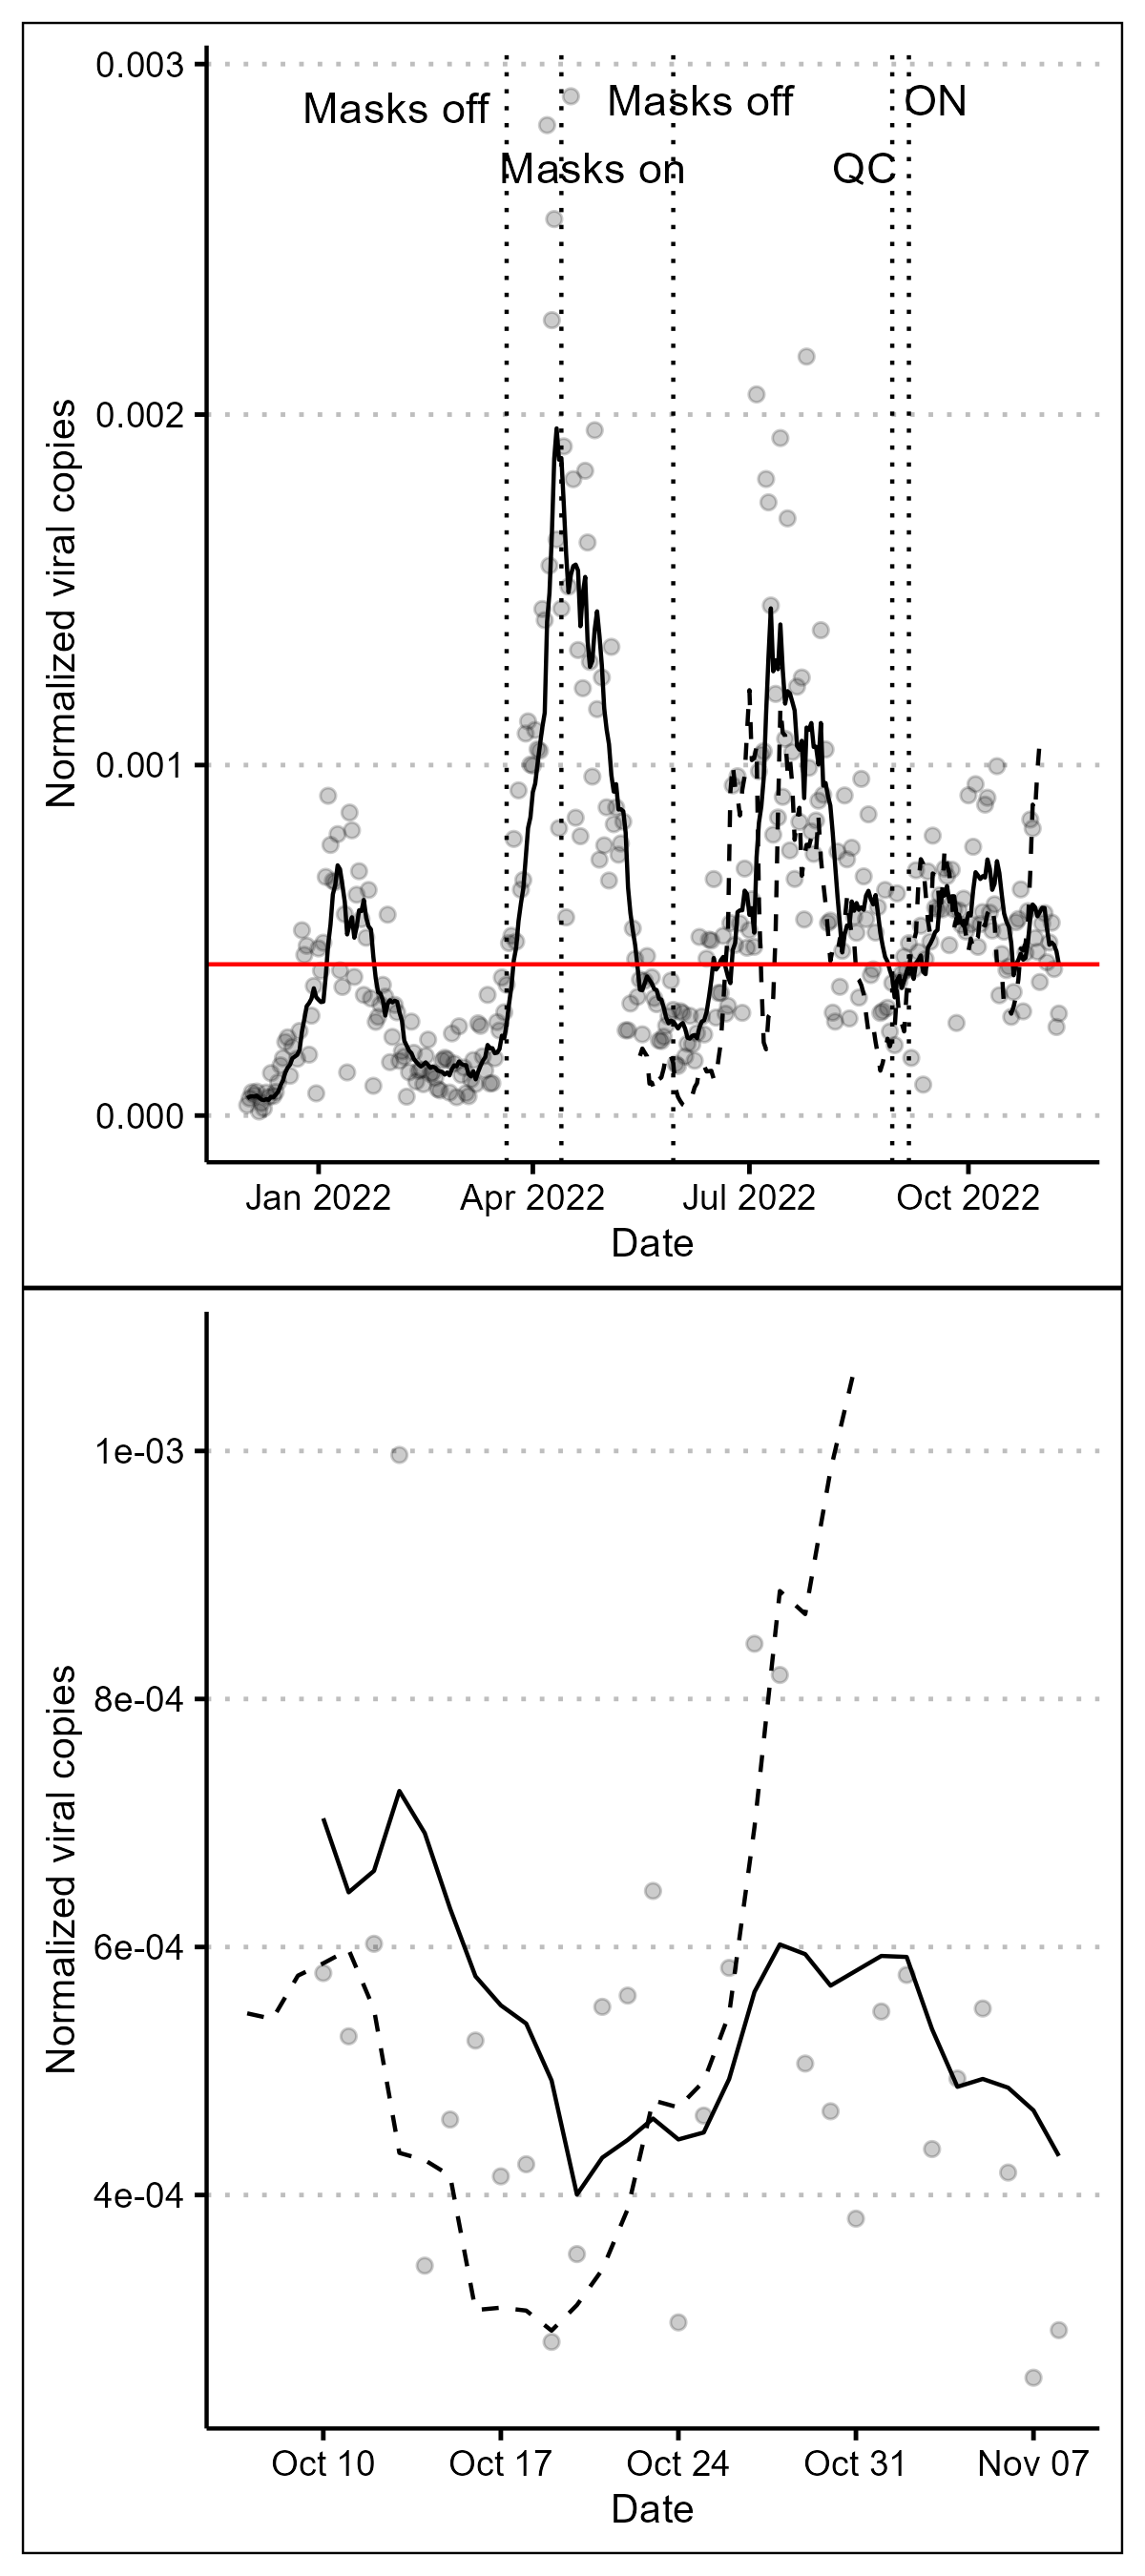 0.003
Masks off
Masks off
ON
Masks on
QC
0.002
0.001
0.000
Normalized viral copies
Jan 2022
Apr 2022
Jul 2022
Oct 2022
Date
1e-03
8e-04
6e-04
4e-04
Normalized viral copies
Oct 10
Oct 17
Oct 24
Oct 31
Nov 07
Date